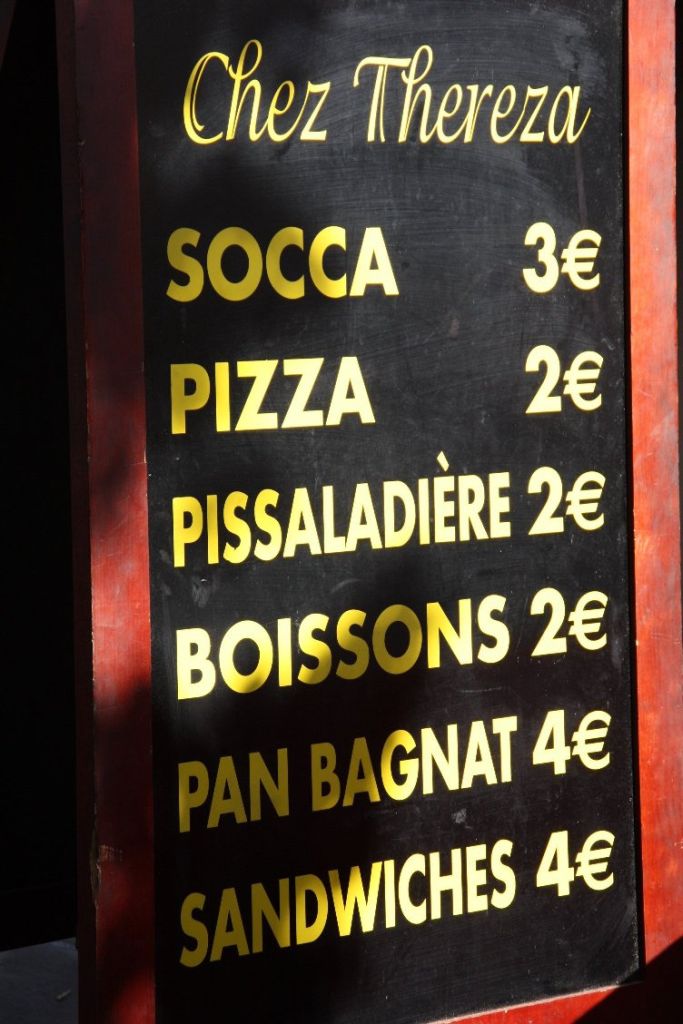 Chez Thereza
SOCCA 3€
PIZZA 2€
PISSALADIÈRE 2€
BOISSONS 2€
PAN BAGNAT 4€
SANDWICHES 4€